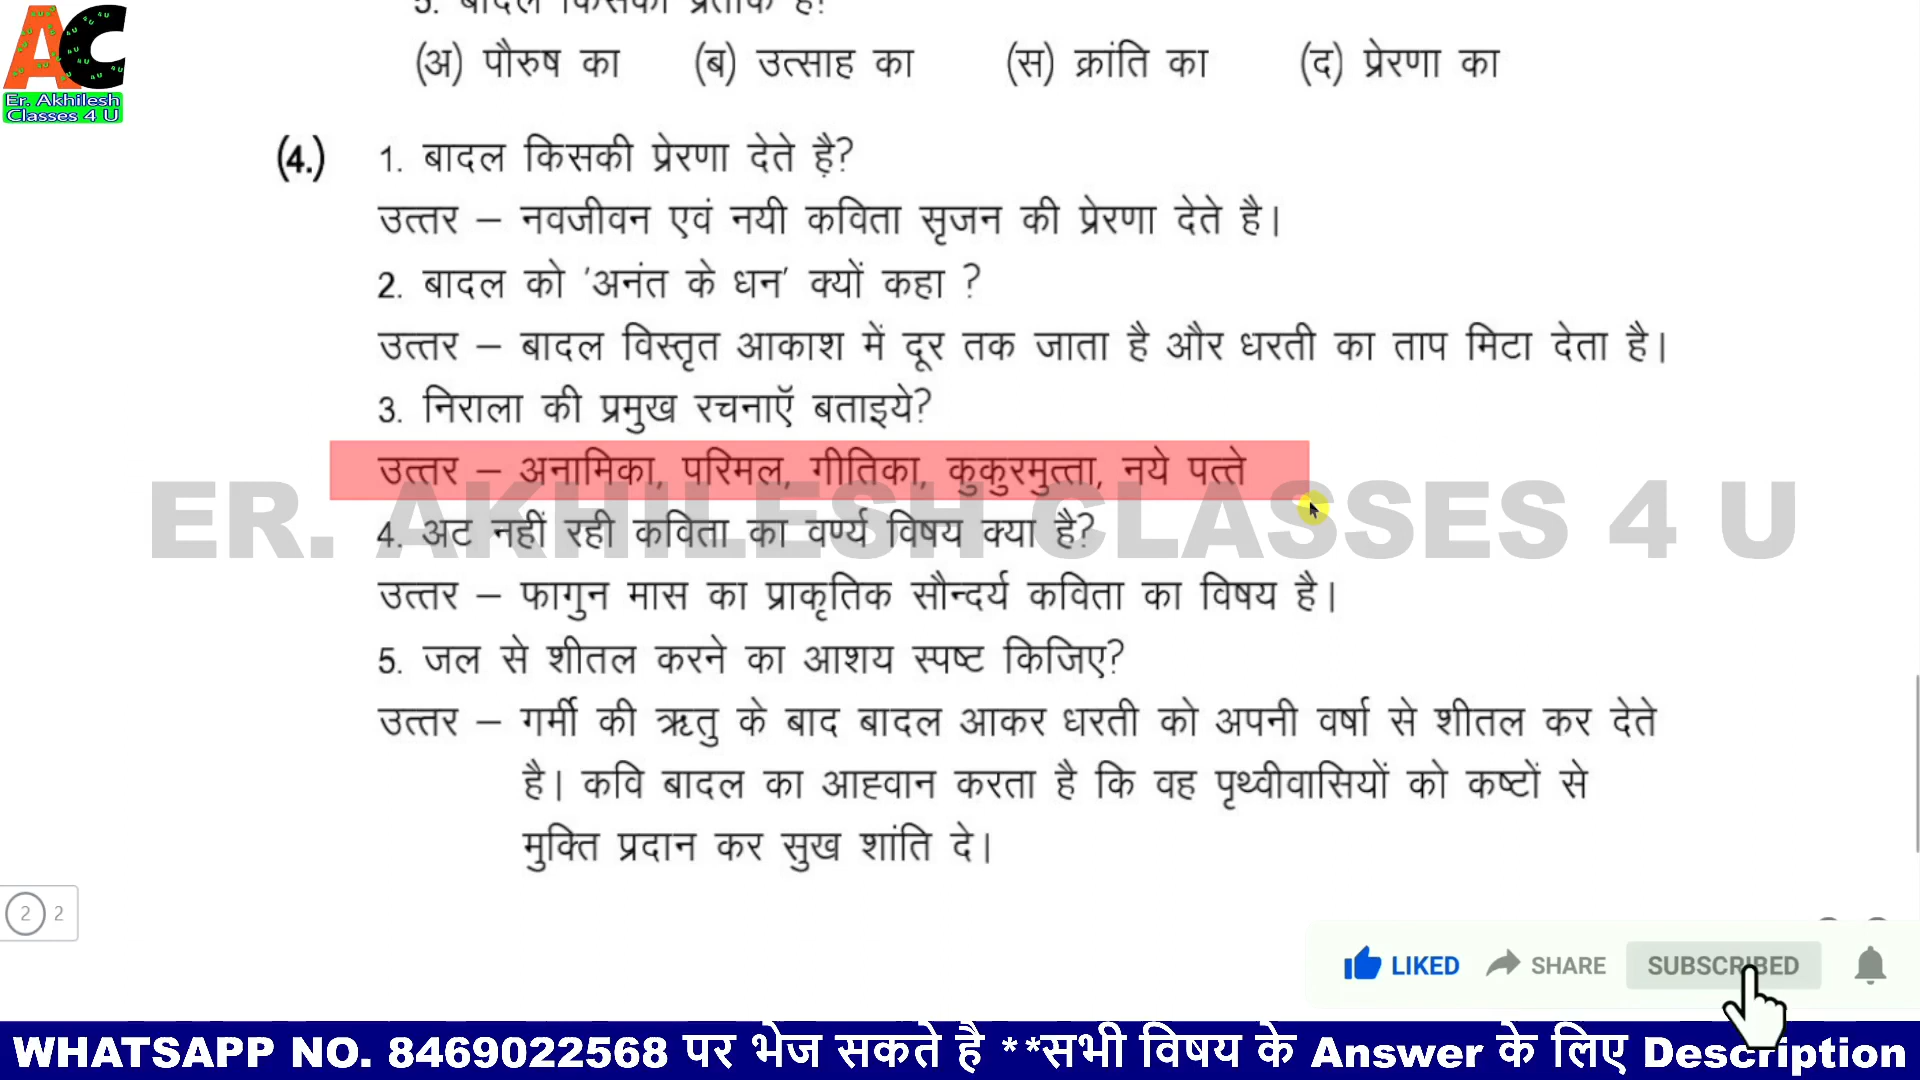 5. बादल किसका प्रतीक है?
(अ) पौरुष का (ब) उत्साह का (स) क्रांति का (द) प्रेरणा का
(4.) 1. बादल किसकी प्रेरणा देते है?
उत्तर – नवजीवन एवं नयी कविता सृजन की प्रेरणा देते है।
2. बादल को 'अनंत के धन' क्यों कहा ?
उत्तर – बादल विस्तृत आकाश में दूर तक जाता है और धरती का ताप मिटा देता है।
3. निराला की प्रमुख रचनाऍ बताइये?
उत्तर – अनामिका, परिमल, गीतिका, कुकुरमुत्ता, नये पत्ते
4. अट नहीं रही कविता का वर्ण्य विषय क्या है?
उत्तर – फागुन मास का प्राकृतिक सौन्दर्य कविता का विषय है।
5. जल से शीतल करने का आशय स्पष्ट किजिए?
उत्तर – गर्मी की ऋतु के बाद बादल आकर धरती को अपनी वर्षा से शीतल कर देते
है। कवि बादल का आह्वान करता है कि वह पृथ्वीवासियों को कष्टों से
मुक्ति प्रदान कर सुख शांति दे।
AC
Er. Akhilesh
Classes 4 U
ER. AKHILESH CLASSES 4 U
2 2
LIKED SHARE SUBSCRIBED
WHATSAPP NO. 8469022568 पर भेज सकते है **सभी विषय के Answer के लिए Description